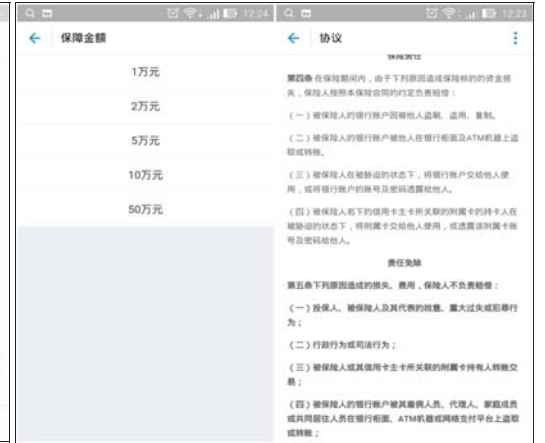 12:24
保障金额
1万元
2万元
5万元
10万元
50万元
12:23
协议
保险责任
第四条 在保险期间内，由于下列原因造成保险标的的资金损
失，保险人按照本保险合同的约定负责赔偿：
（一）被保险人的银行账户因被他人盗刷、盗用、复制。
（二）被保险人的银行账户被他人在银行柜面及ATM机器上盗
取或转账。
（三）被保险人在被胁迫的状态下，将银行账户交给他人使
用，或将银行账户的账号及密码透露给他人。
（四）被保险人名下的信用卡主卡所关联的附属卡的持卡人在
被胁迫的状态下，将附属卡交给他人使用，或透露该附属卡账
号及密码给他人。
责任免除
第五条下列原因造成的损失、费用，保险人不负责赔偿：
（一）投保人、被保险人及其代表的故意、重大过失或犯罪行
为；
（二）行政行为或司法行为；
（三）被保险人或其信用卡主卡所关联的附属卡持有人转账交
易；
（四）被保险人的银行账户被其雇佣人员、代理人、家庭成员
或共同居住人员在银行柜面、ATM机器或网络支付平台上盗取
或转账；